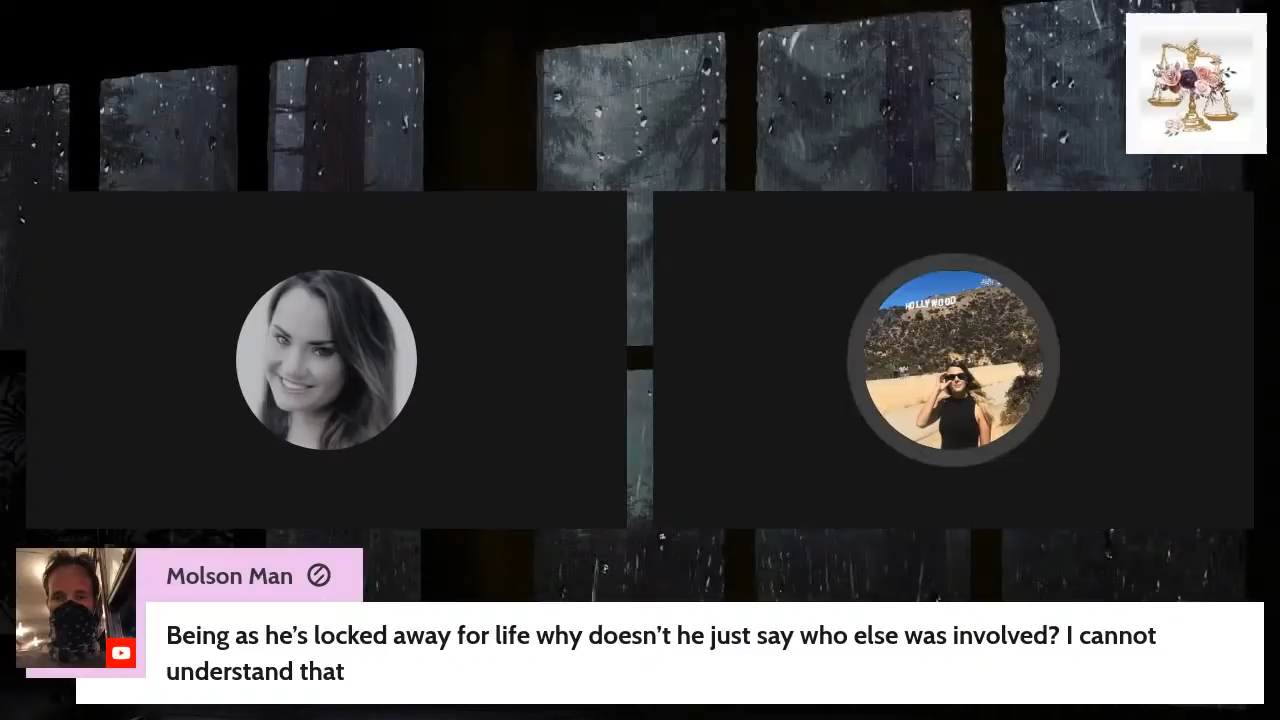 HOLLYWOOD
Molson Man
Being as he’s locked away for life why doesn’t he just say who else was involved? I cannot
understand that